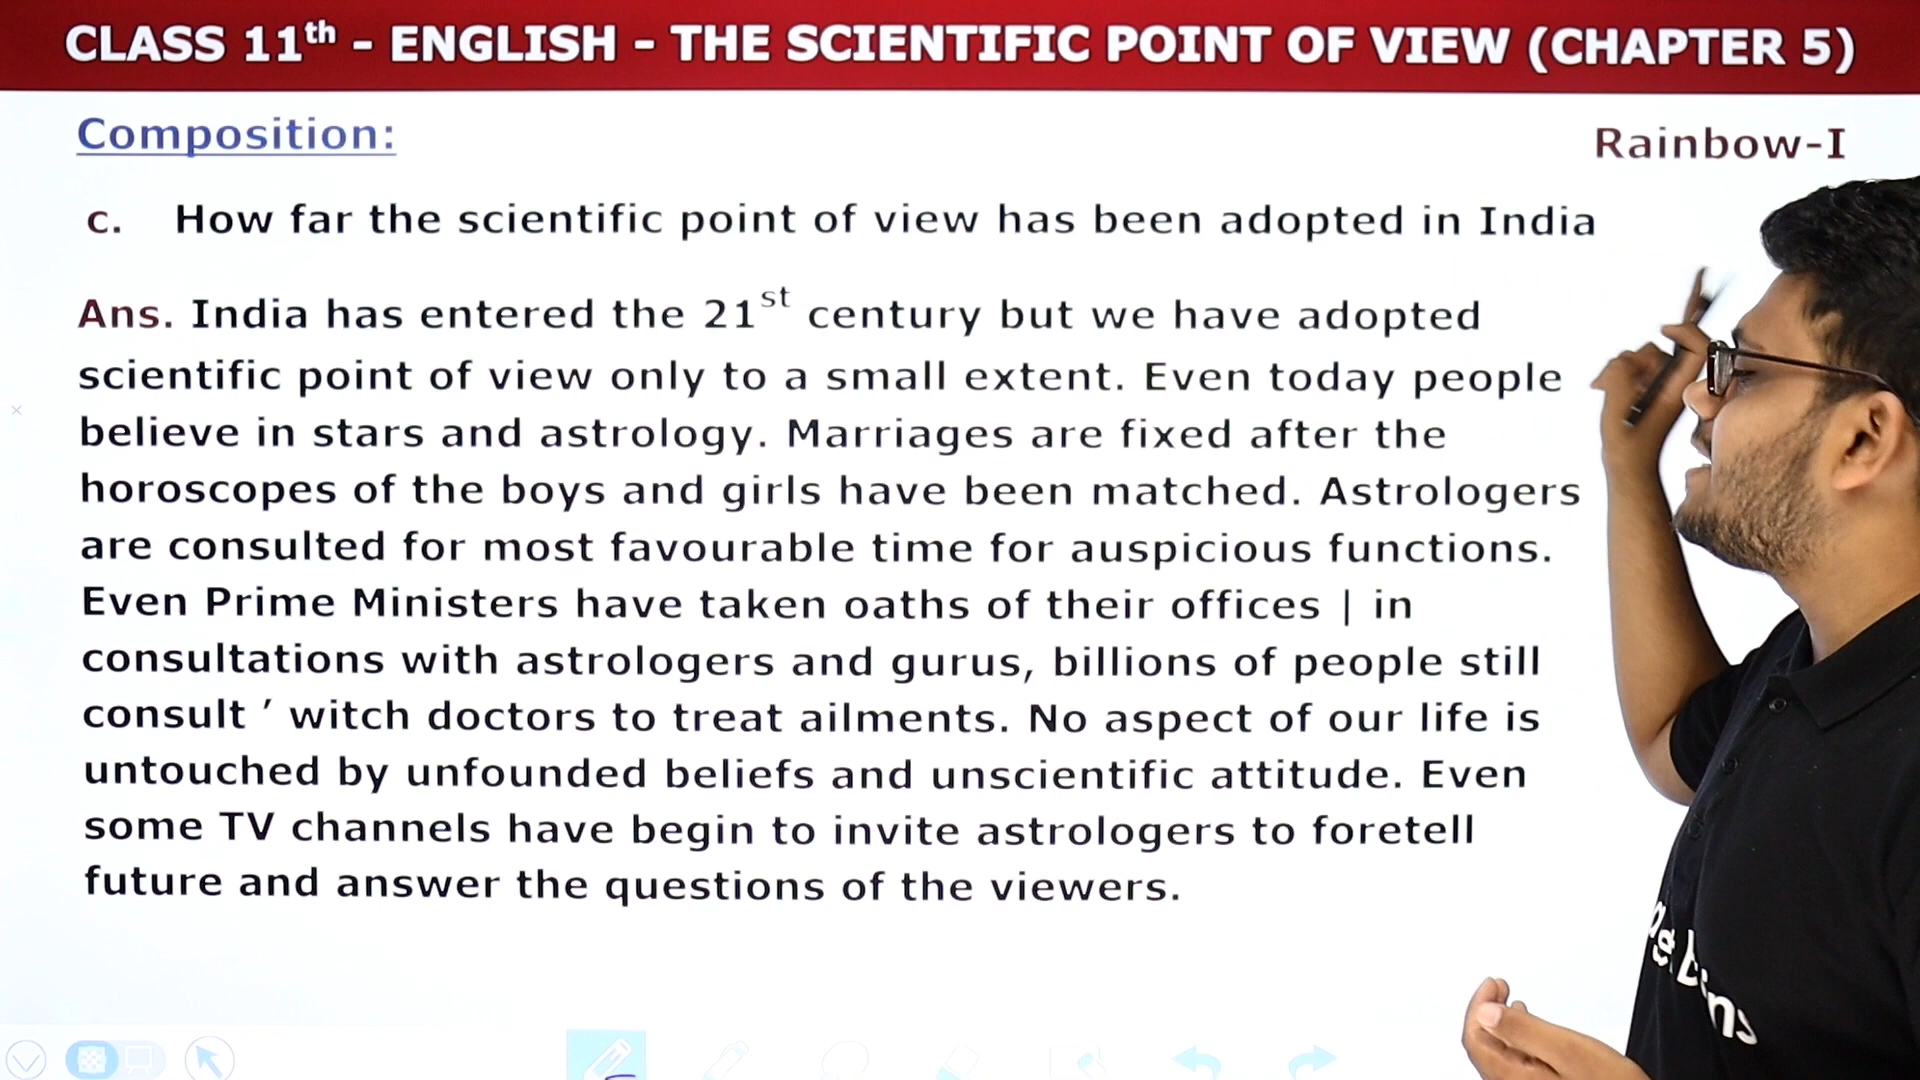 CLASS 11th - ENGLISH - THE SCIENTIFIC POINT OF VIEW (CHAPTER 5)
Composition:
Rainbow-I
c. How far the scientific point of view has been adopted in India
Ans. India has entered the 21st century but we have adopted
scientific point of view only to a small extent. Even today people
believe in stars and astrology. Marriages are fixed after the
horoscopes of the boys and girls have been matched. Astrologers
are consulted for most favourable time for auspicious functions.
Even Prime Ministers have taken oaths of their offices | in
consultations with astrologers and gurus, billions of people still
consult ′ witch doctors to treat ailments. No aspect of our life is
untouched by unfounded beliefs and unscientific attitude. Even
some TV channels have begin to invite astrologers to foretell
future and answer the questions of the viewers.